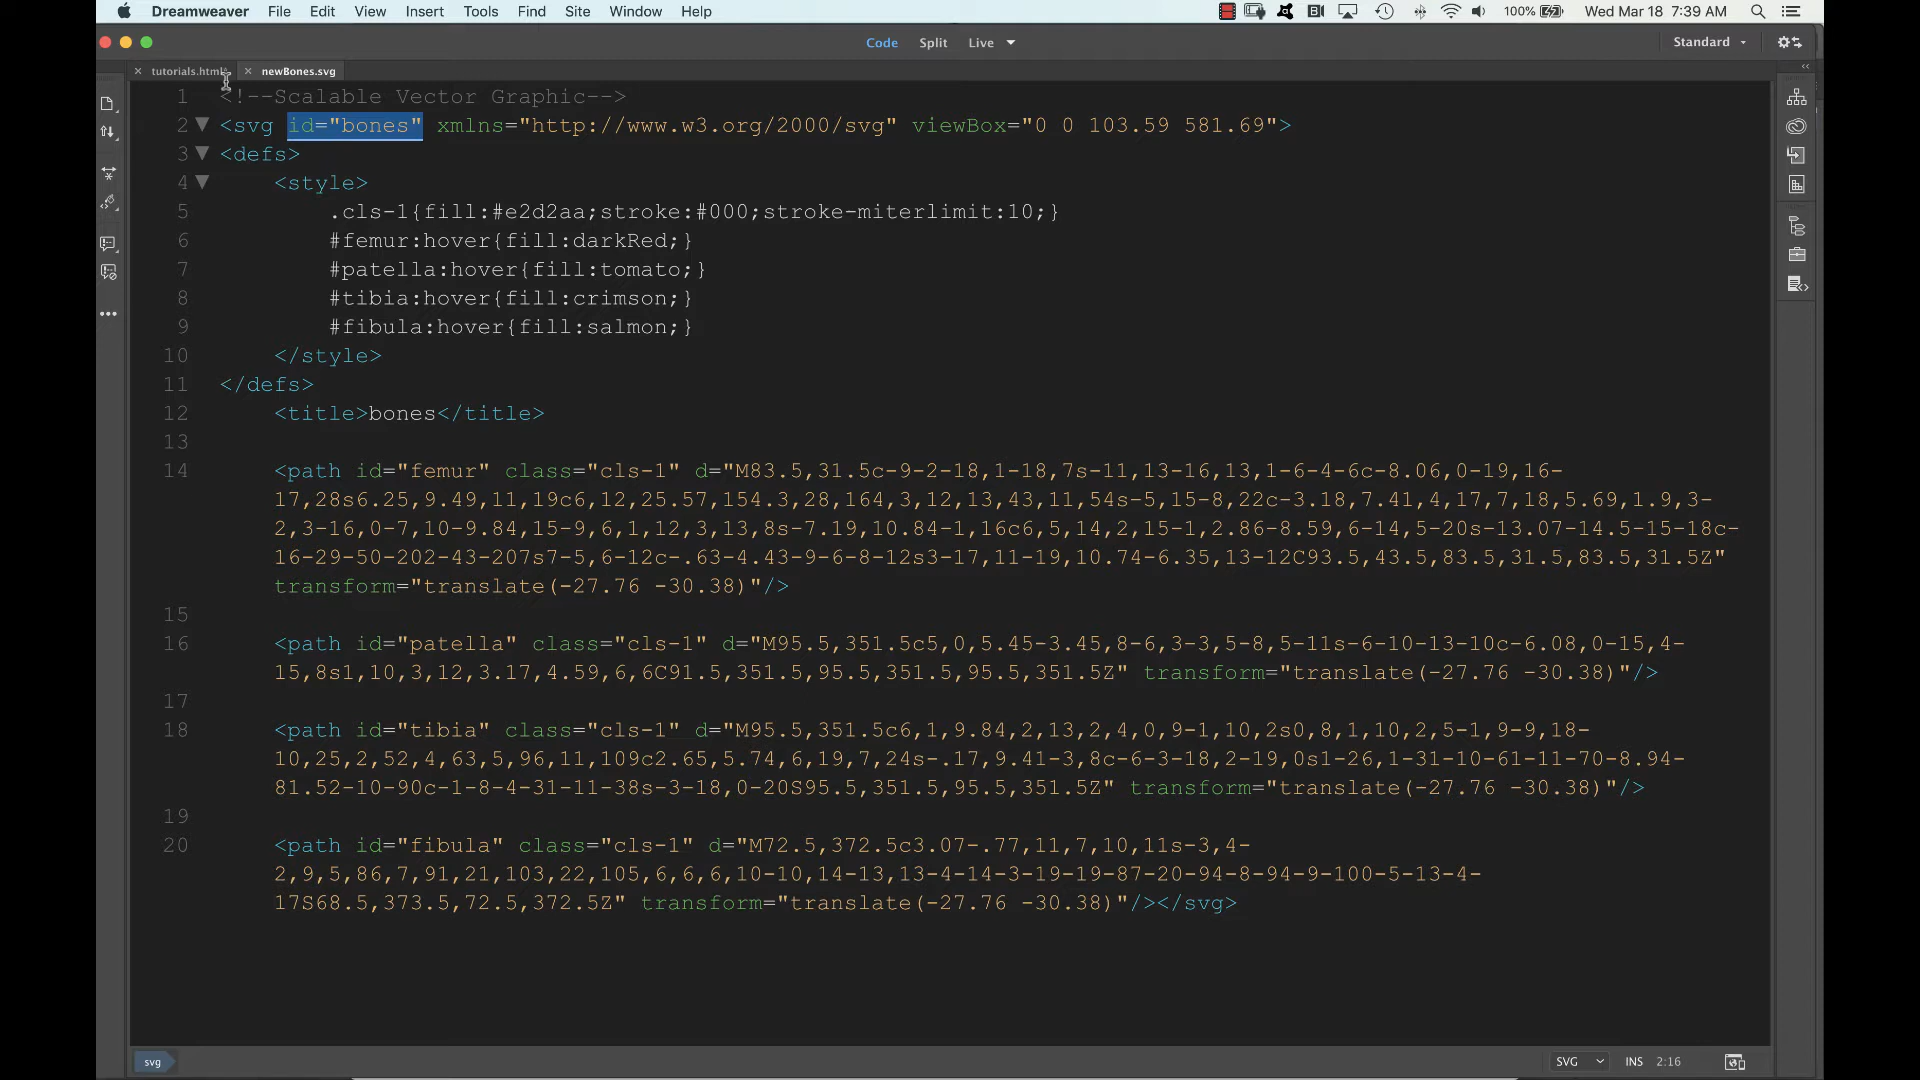 Dreamweaver File Edit View Insert Tools Find Site Window Help 100% Wed Mar 18 7:39 AM
Code Split Live Standard
tutorials.html* newBones.svg
1 <!--Scalable Vector Graphic-->
2 <svg id="bones" xmlns="http://www.w3.org/2000/svg" viewBox="0 0 103.59 581.69">
3 <defs>
4 <style>
5 .cls-1{fill:#e2d2aa;stroke:#000;stroke-miterlimit:10;}
6 #femur:hover{fill:darkRed;}
7 #patella:hover{fill:tomato;}
8 #tibia:hover{fill:crimson;}
9 #fibula:hover{fill:salmon;}
10 </style>
11 </defs>
12 <title>bones</title>
13
14 <path id="femur" class="cls-1" d="M83.5,31.5c-9-2-18,1-18,7s-11,13-16,13,1-6-4-6c-8.06,0-19,16-
17,28s6.25,9.49,11,19c6,12,25.57,154.3,28,164,3,12,13,43,11,54s-5,15-8,22c-3.18,7.41,4,17,7,18,5.69,1.9,3-
2,3-16,0-7,10-9.84,15-9,6,1,12,3,13,8s-7.19,10.84-1,16c6,5,14,2,15-1,2.86-8.59,6-14,5-20s-13.07-14.5-15-18c-
16-29-50-202-43-207s7-5,6-12c-.63-4.43-9-6-8-12s3-17,11-19,10.74-6.35,13-12C93.5,43.5,83.5,31.5,83.5,31.5Z"
transform="translate(-27.76 -30.38)"/>
15
16 <path id="patella" class="cls-1" d="M95.5,351.5c5,0,5.45-3.45,8-6,3-3,5-8,5-11s-6-10-13-10c-6.08,0-15,4-
15,8s1,10,3,12,3.17,4.59,6,6C91.5,351.5,95.5,351.5,95.5,351.5Z" transform="translate(-27.76 -30.38)"/>
17
18 <path id="tibia" class="cls-1" d="M95.5,351.5c6,1,9.84,2,13,2,4,0,9-1,10,2s0,8,1,10,2,5-1,9-9,18-
10,25,2,52,4,63,5,96,11,109c2.65,5.74,6,19,7,24s-.17,9.41-3,8c-6-3-18,2-19,0s1-26,1-31-10-61-11-70-8.94-
81.52-10-90c-1-8-4-31-11-38s-3-18,0-20S95.5,351.5,95.5,351.5Z" transform="translate(-27.76 -30.38)"/>
19
20 <path id="fibula" class="cls-1" d="M72.5,372.5c3.07-.77,11,7,10,11s-3,4-
2,9,5,86,7,91,21,103,22,105,6,6,6,10-10,14-13,13-4-14-3-19-19-87-20-94-8-94-9-100-5-13-4-
17S68.5,373.5,72.5,372.5Z" transform="translate(-27.76 -30.38)"/></svg>
svg SVG INS 2:16